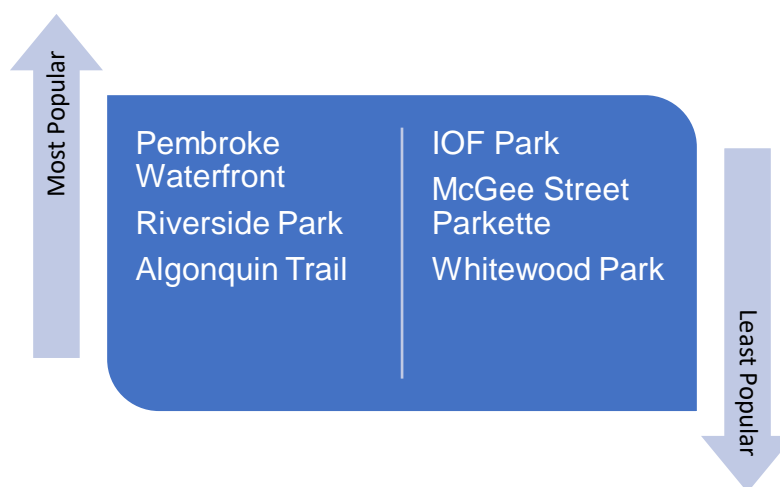 Most Popular
Pembroke
Waterfront
Riverside Park
Algonquin Trail
IOF Park
McGee Street
Parkette
Whitewood Park
Least Popular